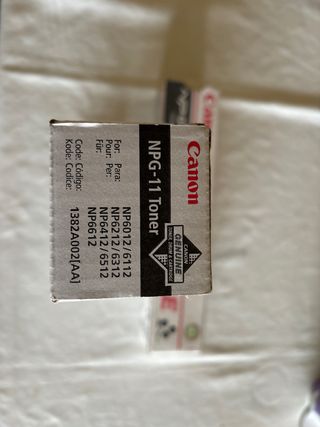 Canon
NPG-11 Toner
CANON
GENUINE
For: Para: NP6012/6112
Pour: Per: NP6212/6312
Für: NP6412/6512
NP6612
Code: Código: 1382A002[AA]
Kode: Codice: